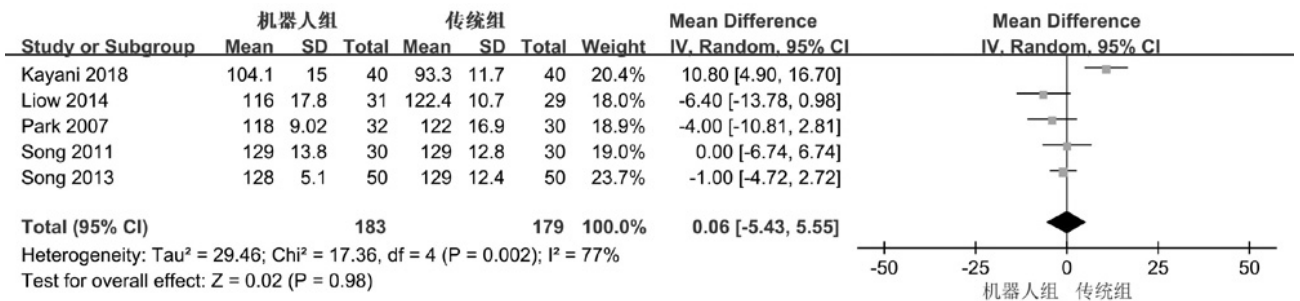 机器人组 传统组 Mean Difference Mean Difference
Study or Subgroup Mean SD Total Mean SD Total Weight IV, Random, 95% CI IV, Random, 95% CI
Kayani 2018 104.1 15 40 93.3 11.7 40 20.4% 10.80 [4.90, 16.70]
Liow 2014 116 17.8 31 122.4 10.7 29 18.0% -6.40 [-13.78, 0.98]
Park 2007 118 9.02 32 122 16.9 30 18.9% -4.00 [-10.81, 2.81]
Song 2011 129 13.8 30 129 12.8 30 19.0% 0.00 [-6.74, 6.74]
Song 2013 128 5.1 50 129 12.4 50 23.7% -1.00 [-4.72, 2.72]
Total (95% CI) 183 179 100.0% 0.06 [-5.43, 5.55]
Heterogeneity: Tau² = 29.46; Chi² = 17.36, df = 4 (P = 0.002); I² = 77%
Test for overall effect: Z = 0.02 (P = 0.98)
-50 -25 0 25 50
机器人组 传统组